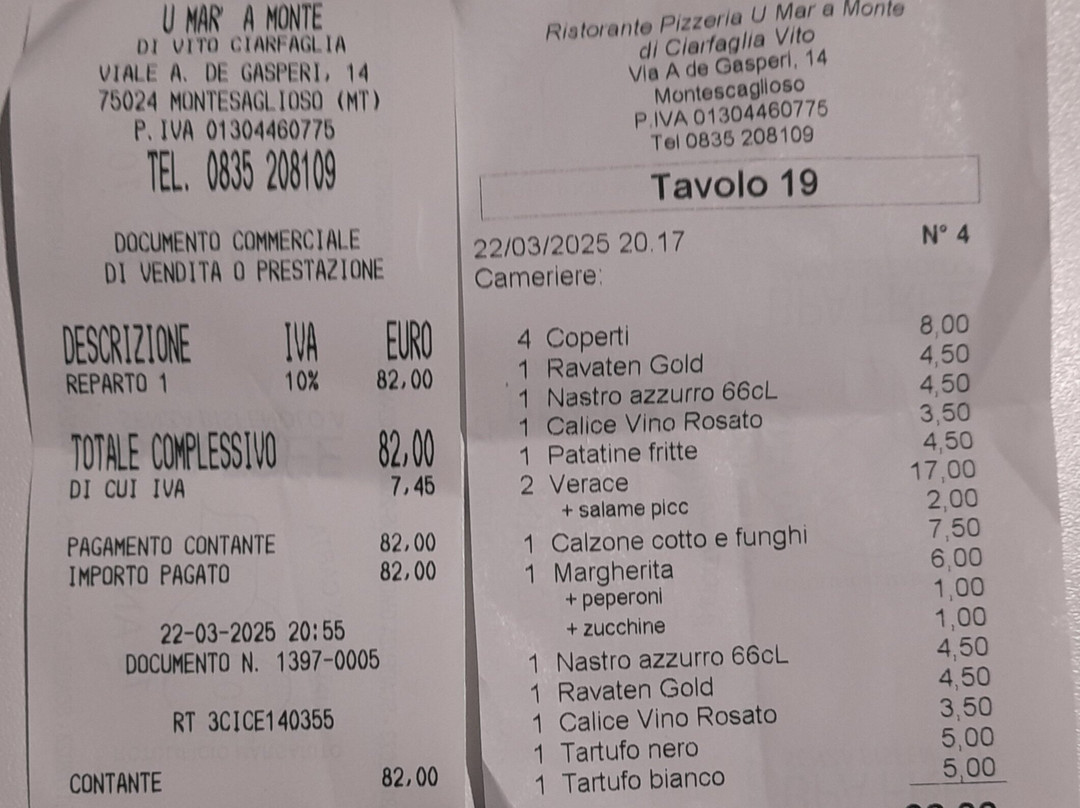 U MAR' A MONTE
DI VITO CIARFAGLIA
VIALE A. DE GASPERI, 14
75024 MONTESAGLIOSO (MT)
P. IVA 01304460775
TEL. 0835 208109
DOCUMENTO COMMERCIALE
DI VENDITA O PRESTAZIONE
DESCRIZIONE IVA EURO
REPARTO 1 10% 82,00
TOTALE COMPLESSIVO 82,00
DI CUI IVA 7,45
PAGAMENTO CONTANTE 82,00
IMPORTO PAGATO 82,00
22-03-2025 20:55
DOCUMENTO N. 1397-0005
RT 3CICE140355
CONTANTE 82,00
Ristorante Pizzeria U Mar a Monte
di Ciarfaglia Vito
Via A de Gasperi, 14
Montescaglioso
P.IVA 01304460775
Tel 0835 208109
Tavolo 19
22/03/2025 20.17 N° 4
Cameriere:
4 Coperti 8,00
1 Ravaten Gold 4,50
1 Nastro azzurro 66cL 4,50
1 Calice Vino Rosato 3,50
1 Patatine fritte 4,50
2 Verace 17,00
+ salame picc 2,00
1 Calzone cotto e funghi 7,50
1 Margherita 6,00
+ peperoni 1,00
+ zucchine 1,00
1 Nastro azzurro 66cL 4,50
1 Ravaten Gold 4,50
1 Calice Vino Rosato 3,50
1 Tartufo nero 5,00
1 Tartufo bianco 5,00